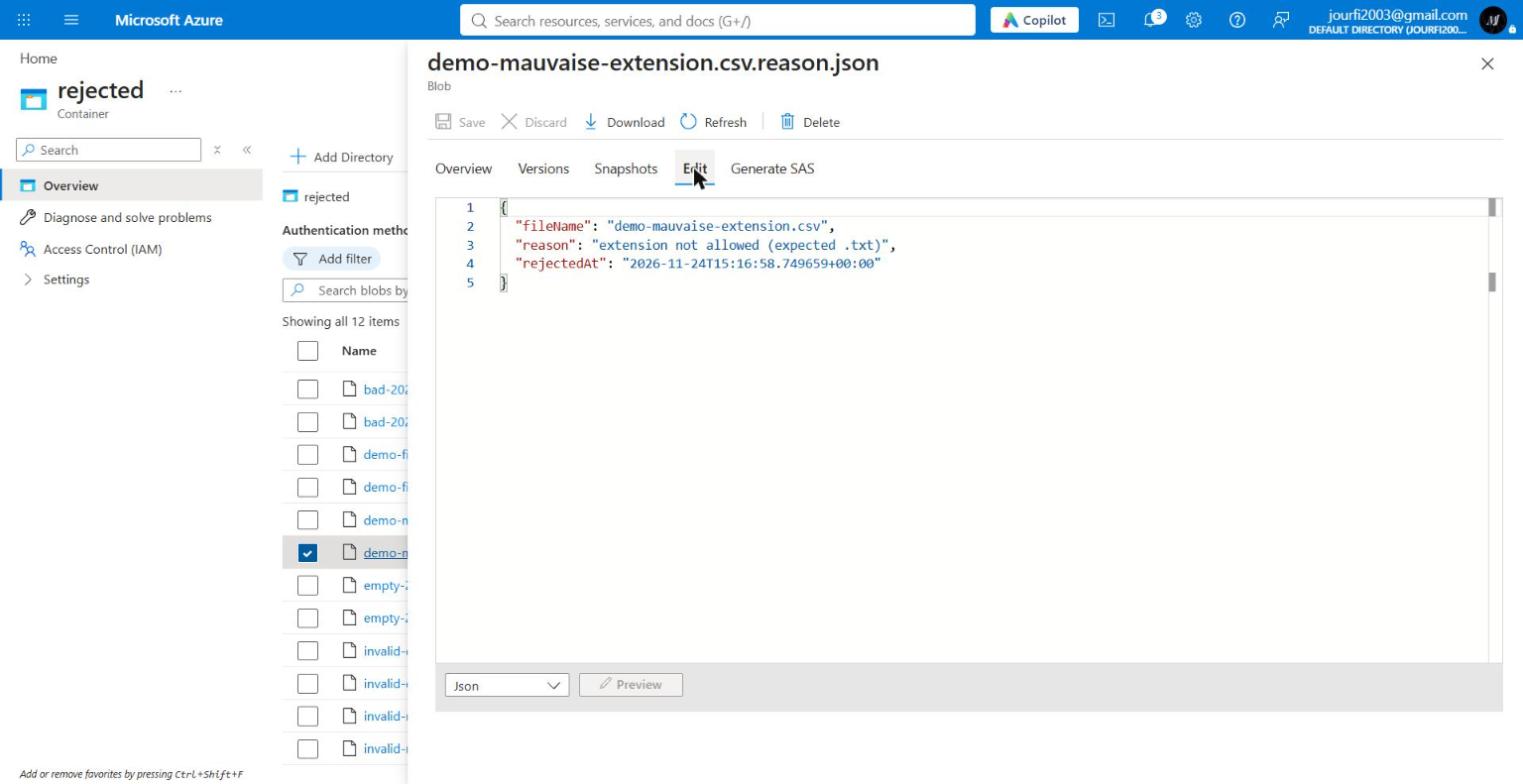 Microsoft Azure
Search resources, services, and docs (G+/)
Copilot
3
jourfi2003@gmail.com
DEFAULT DIRECTORY (JOURFI200...
Home
rejected
...
Container
Search
Overview
Diagnose and solve problems
Access Control (IAM)
Settings
Add or remove favorites by pressing Ctrl+Shift+F
Add Directory
rejected
Authentication metho
Add filter
Search blobs by
Showing all 12 items
Name
bad-202
bad-202
demo-fi
demo-fi
demo-m
demo-m
empty-2
empty-2
invalid-
invalid-
invalid-
invalid-
demo-mauvaise-extension.csv.reason.json
Blob
Save
Discard
Download
Refresh
Delete
Overview
Versions
Snapshots
Edit
Generate SAS
1 {
2 "fileName": "demo-mauvaise-extension.csv",
3 "reason": "extension not allowed (expected .txt)",
4 "rejectedAt": "2026-11-24T15:16:58.749659+00:00"
5 }
Json
Preview